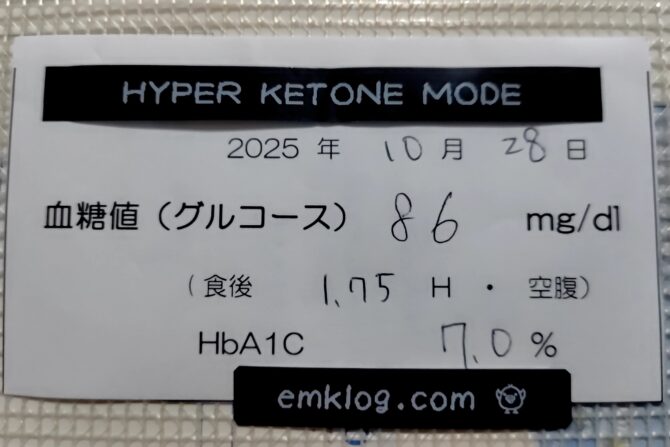 HYPER KETONE MODE
2025 年 10 月 28 日
血糖値（グルコース） 86 mg/dl
（食後 1.75 H ・ 空腹）
HbA1C 7.0 %
emklog.com